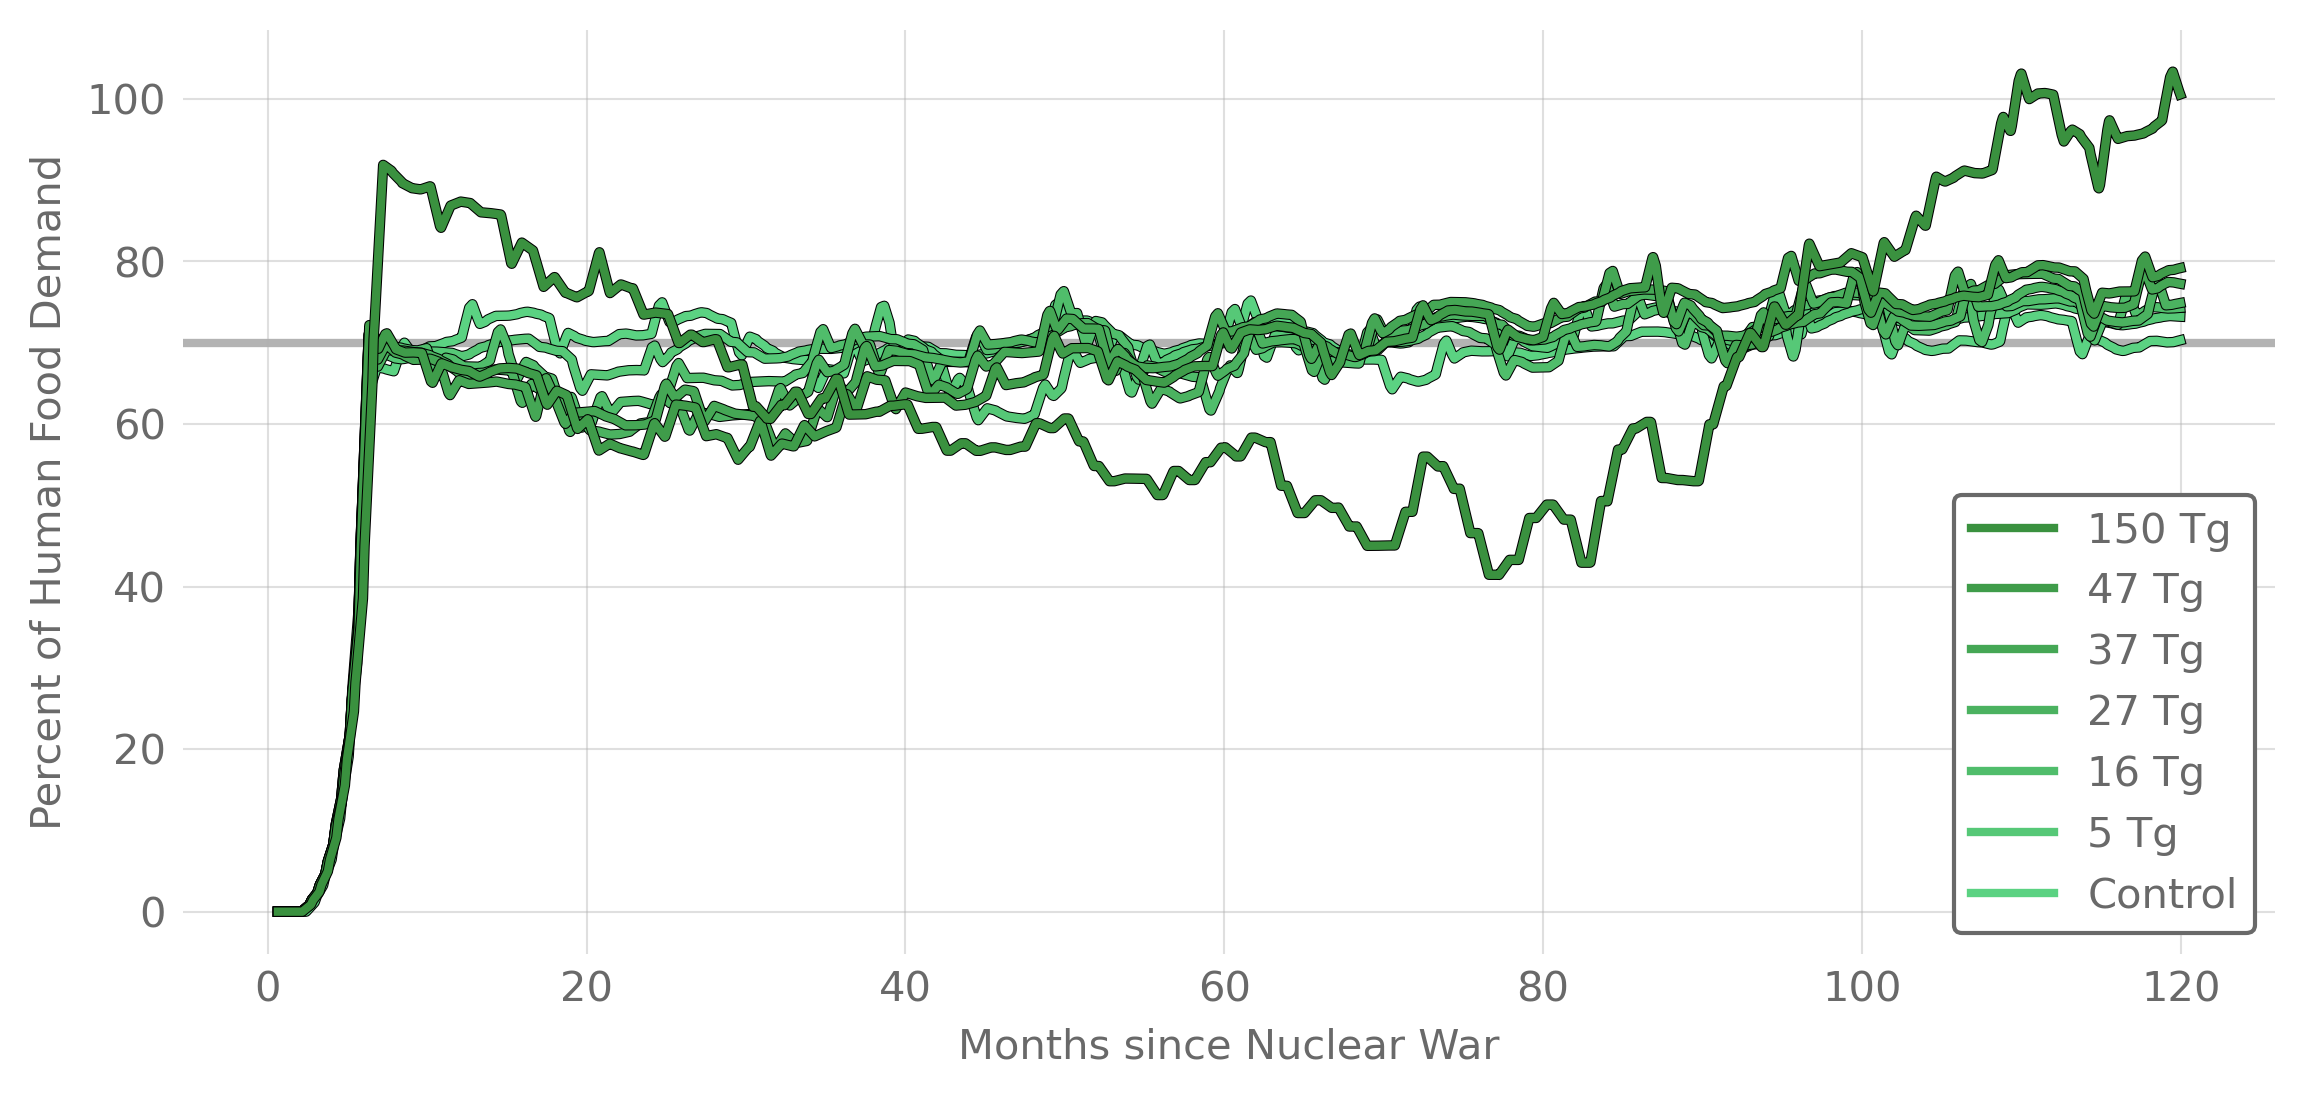 100
80
60
40
20
0
Percent of Human Food Demand
0 20 40 60 80 100 120
Months since Nuclear War
150 Tg
47 Tg
37 Tg
27 Tg
16 Tg
5 Tg
Control